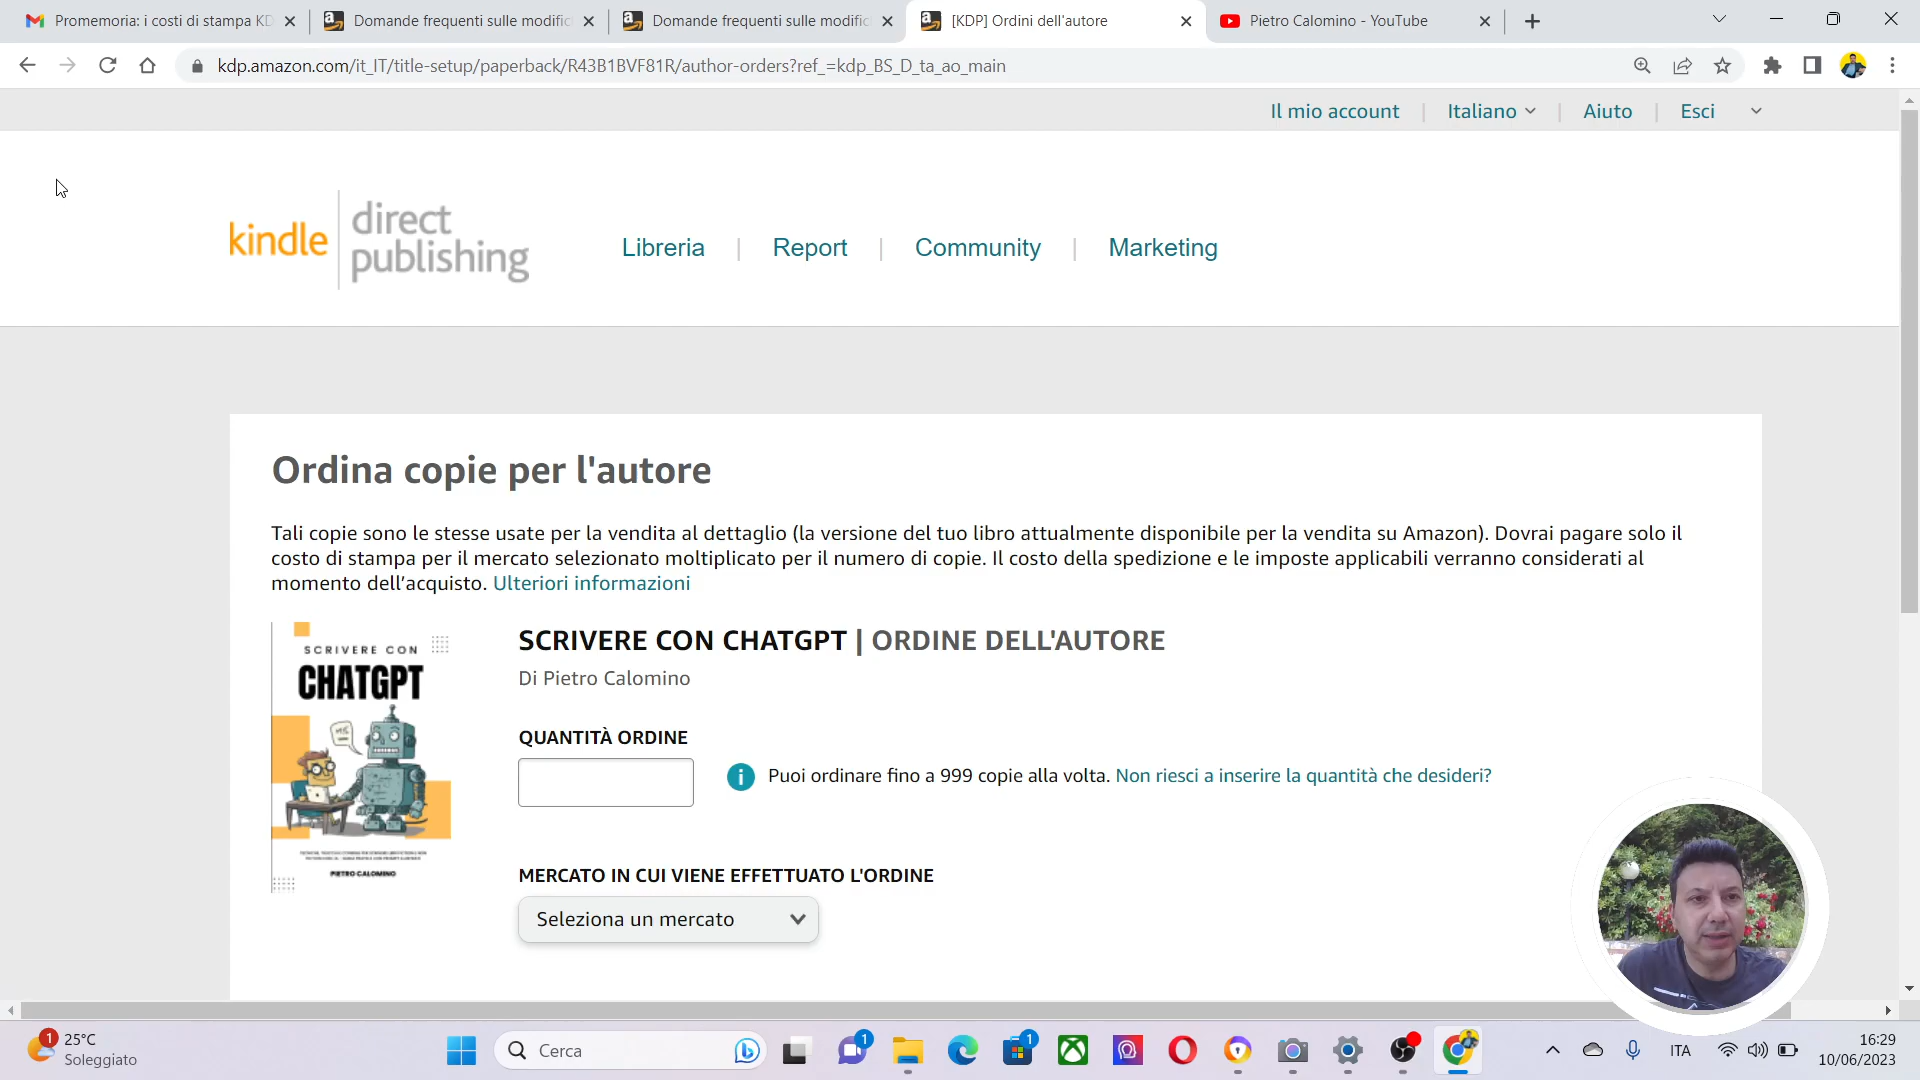 Promemoria: i costi di stampa KD
Domande frequenti sulle modific
Domande frequenti sulle modific
[KDP] Ordini dell'autore
Pietro Calomino - YouTube
kdp.amazon.com/it_IT/title-setup/paperback/R43B1BVF81R/author-orders?ref_=kdp_BS_D_ta_ao_main
Il mio account
Italiano
Aiuto
Esci
kindle direct publishing
Libreria
Report
Community
Marketing
Ordina copie per l'autore
Tali copie sono le stesse usate per la vendita al dettaglio (la versione del tuo libro attualmente disponibile per la vendita su Amazon). Dovrai pagare solo il
costo di stampa per il mercato selezionato moltiplicato per il numero di copie. Il costo della spedizione e le imposte applicabili verranno considerati al
momento dell'acquisto. Ulteriori informazioni
SCRIVERE CON
CHATGPT
PIETRO CALOMINO
SCRIVERE CON CHATGPT | ORDINE DELL'AUTORE
Di Pietro Calomino
QUANTITÀ ORDINE
Puoi ordinare fino a 999 copie alla volta. Non riesci a inserire la quantità che desideri?
MERCATO IN CUI VIENE EFFETTUATO L'ORDINE
Seleziona un mercato
1
25°C
Soleggiato
Cerca
1
1
ITA
16:29
10/06/2023